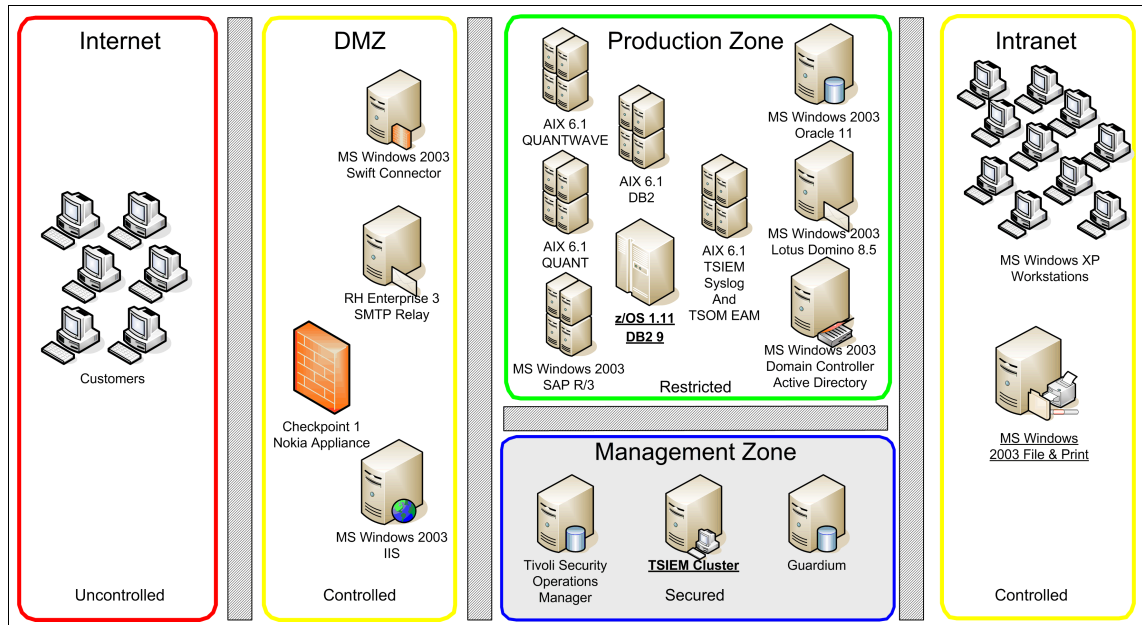 Internet
Customers
Uncontrolled
DMZ
MS Windows 2003
Swift Connector
RH Enterprise 3
SMTP Relay
Checkpoint 1
Nokia Appliance
MS Windows 2003
IIS
Controlled
Production Zone
AIX 6.1
QUANTWAVE
AIX 6.1
DB2
MS Windows 2003
Oracle 11
AIX 6.1
QUANT
AIX 6.1
TSIEM
Syslog
And
TSOM EAM
MS Windows 2003
Lotus Domino 8.5
z/OS 1.11
DB2 9
MS Windows 2003
SAP R/3
MS Windows 2003
Domain Controller
Active Directory
Restricted
Management Zone
Tivoli Security
Operations
Manager
TSIEM Cluster
Guardium
Secured
Intranet
MS Windows XP
Workstations
MS Windows
2003 File & Print
Controlled